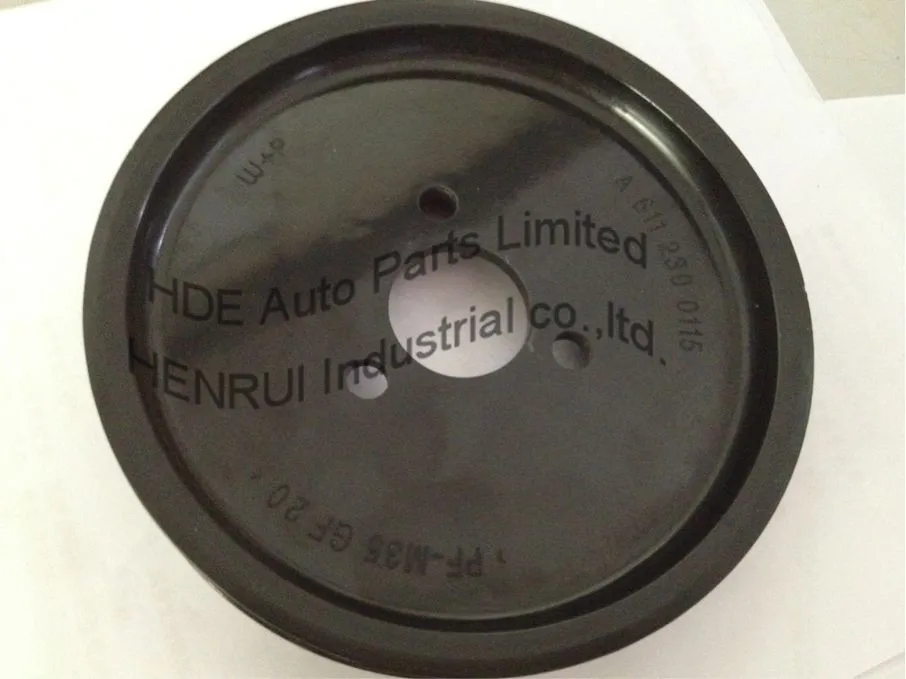 A 611 230 0115
HDE Auto Parts Limited
HENRUI Industrial co.,ltd.
PF-M35 GF 20